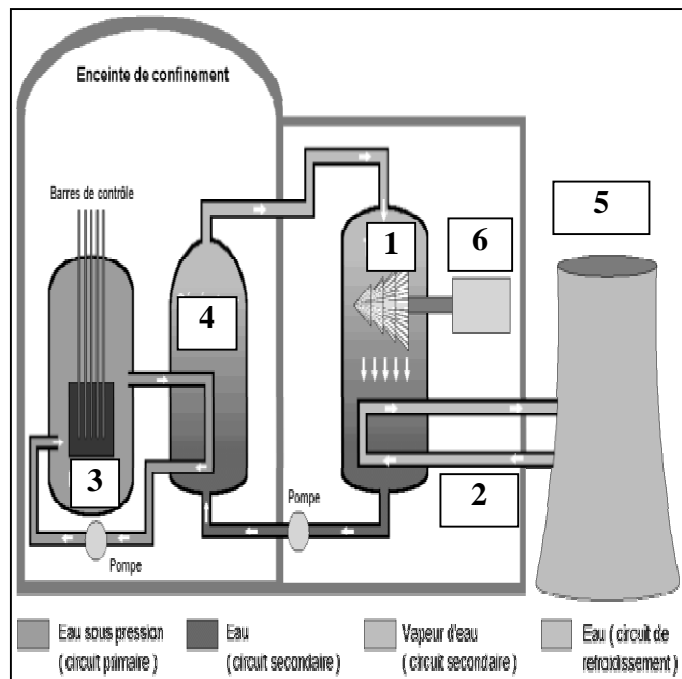 Enceinte de confinement
Barres de contrôle
5
1
6
4
3
2
Pompe
Pompe
Eau sous pression
( circuit primaire )
Eau
( circuit secondaire )
Vapeur d'eau
( circuit secondaire )
Eau ( circuit de
refroidissement )